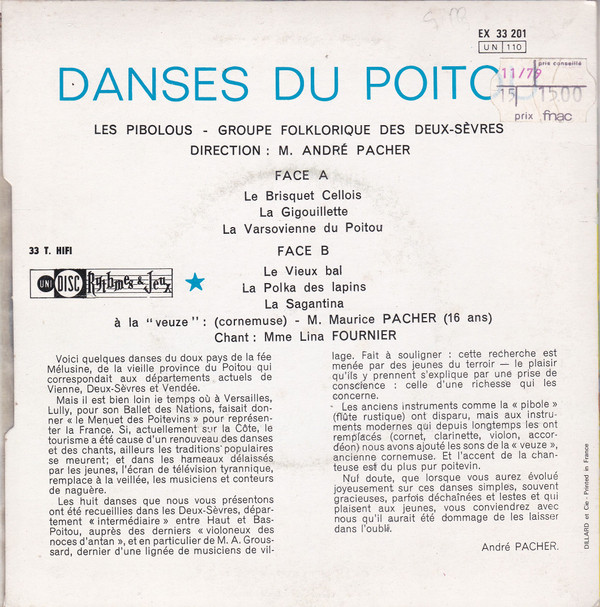 EX 33 201
UN 110
prix conseillé
11/79
15 1500
prix fnac
DANSES DU POITO
LES PIBOLOUS - GROUPE FOLKLORIQUE DES DEUX-SÈVRES
DIRECTION : M. ANDRÉ PACHER
FACE A
Le Brisquet Cellois
La Gigouillette
La Varsovienne du Poitou
33 T. HIFI
FACE B
UNI DISC Rythmes & Jeux
Le Vieux bal
La Polka des lapins
La Sagantina
à la "veuze" : (cornemuse) - M. Maurice PACHER (16 ans)
Chant : Mme Lina FOURNIER
Voici quelques danses du doux pays de la fée
Mélusine, de la vieille province du Poitou qui
correspondait aux départements actuels de
Vienne, Deux-Sèvres et Vendée.
Mais il est bien loin le temps où à Versailles,
Lully, pour son Ballet des Nations, faisait don-
ner « le Menuet des Poitevins » pour représen-
ter la France. Si, actuellement sur la Côte, le
tourisme a été cause d'un renouveau des danses
et des chants, ailleurs les traditions populaires
se meurent; et dans les hameaux délaissés
par les jeunes, l'écran de télévision tyrannique,
remplace à la veillée, les musiciens et conteurs
de naguère.
Les huit danses que nous vous présentons
ont été recueillies dans les Deux-Sèvres, dépar-
tement « intermédiaire » entre Haut et Bas-
Poitou, auprès des derniers « violoneux des
noces d'antan », et en particulier de M. A. Grous-
sard, dernier d'une lignée de musiciens de vil-
lage. Fait à souligner : cette recherche est
menée par des jeunes du terroir — le plaisir
qu'ils y prennent s'explique par une prise de
conscience : celle d'une richesse qui les
concerne.
Les anciens instruments comme la « pibole »
(flûte rustique) ont disparu, mais aux instru-
ments modernes qui depuis longtemps les ont
remplacés (cornet, clarinette, violon, accor-
déon) nous avons ajouté les sons de la « veuze »,
ancienne cornemuse. Et l'accent de la chan-
teuse est du plus pur poitevin.
Nul doute, que lorsque vous aurez évolué
joyeusement sur ces danses simples, souvent
gracieuses, parfois déchaînées et lestes et qui
plaisent aux jeunes, vous conviendrez avec
nous qu'il aurait été dommage de les laisser
dans l'oubli.
André PACHER.
DILLARD et Cie - Printed in France